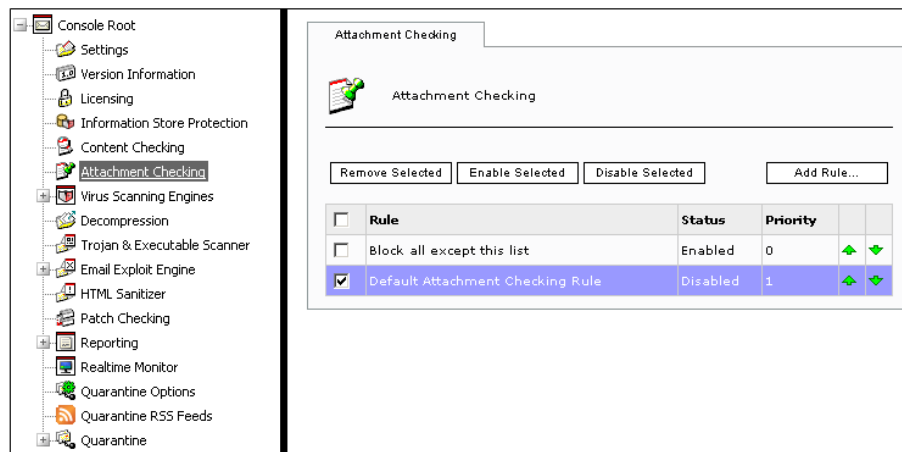 Console Root
Settings
Version Information
Licensing
Information Store Protection
Content Checking
Attachment Checking
Virus Scanning Engines
Decompression
Trojan & Executable Scanner
Email Exploit Engine
HTML Sanitizer
Patch Checking
Reporting
Realtime Monitor
Quarantine Options
Quarantine RSS Feeds
Quarantine
Attachment Checking
Attachment Checking
Remove Selected Enable Selected Disable Selected Add Rule...
Rule Status Priority
Block all except this list Enabled 0
Default Attachment Checking Rule Disabled 1